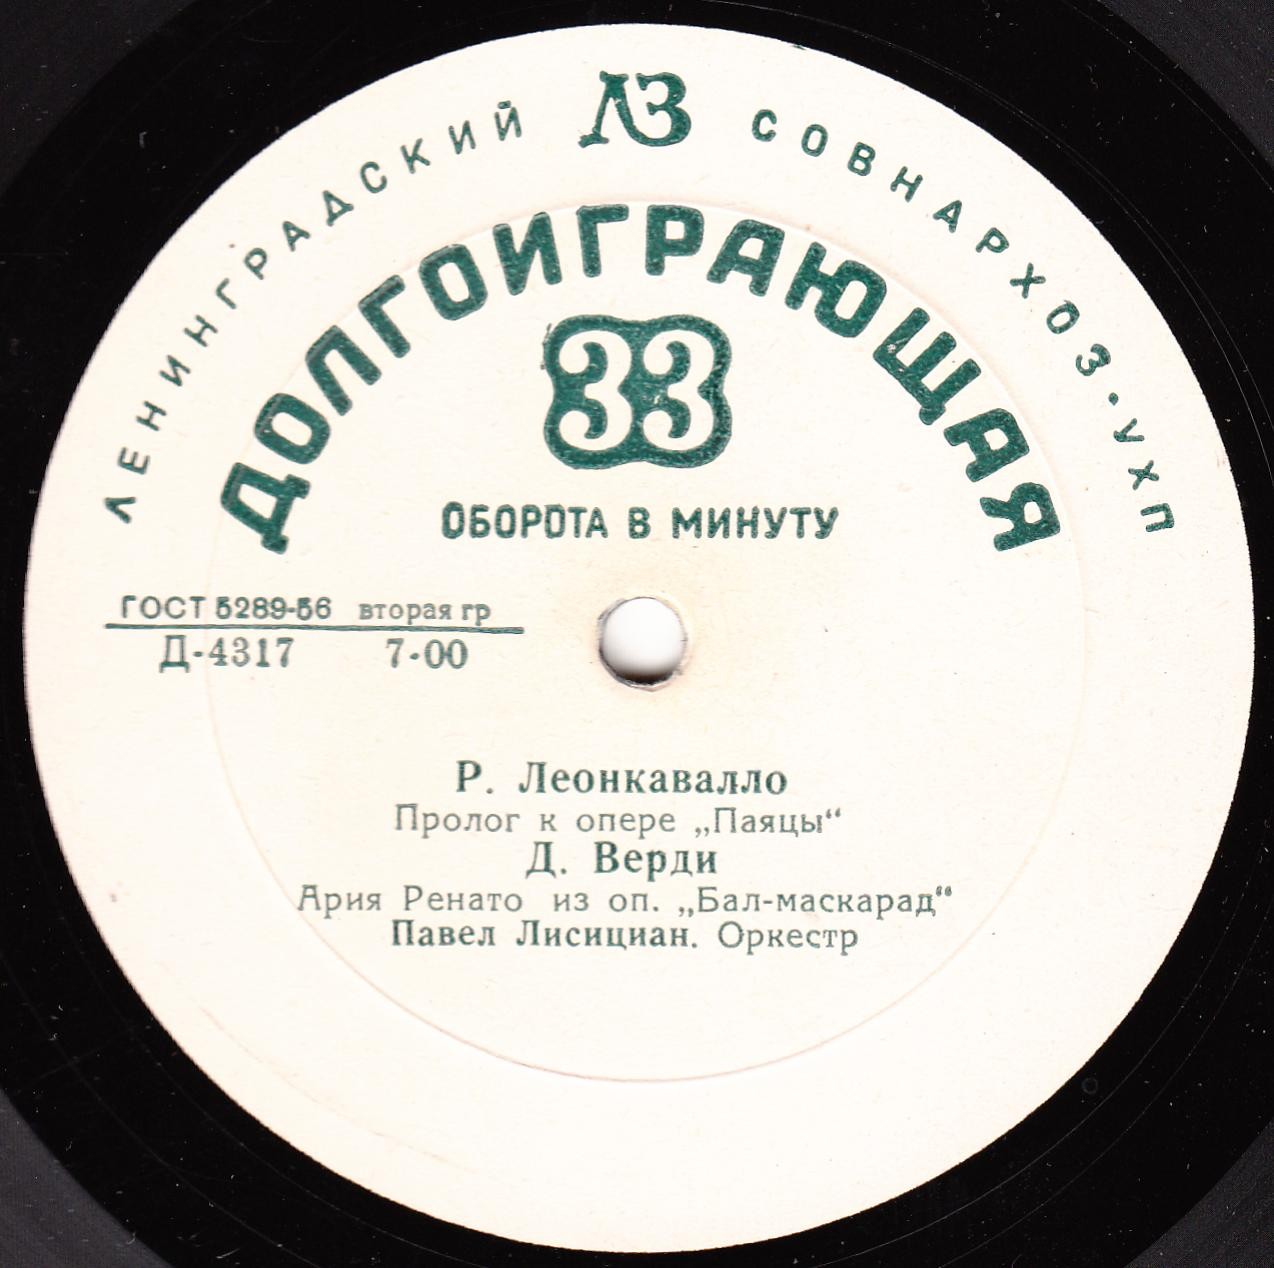 ЛЕНИНГРАДСКИЙ ЛЗ СОВНАРХОЗ · УХП
ДОЛГОИГРАЮЩАЯ
33
ОБОРОТА В МИНУТУ
ГОСТ 5289-56 вторая гр
Д-4317 7-00
Р. Леонкавалло
Пролог к опере „Паяцы“
Д. Верди
Ария Ренато из оп. „Бал-маскарад“
Павел Лисициан. Оркестр